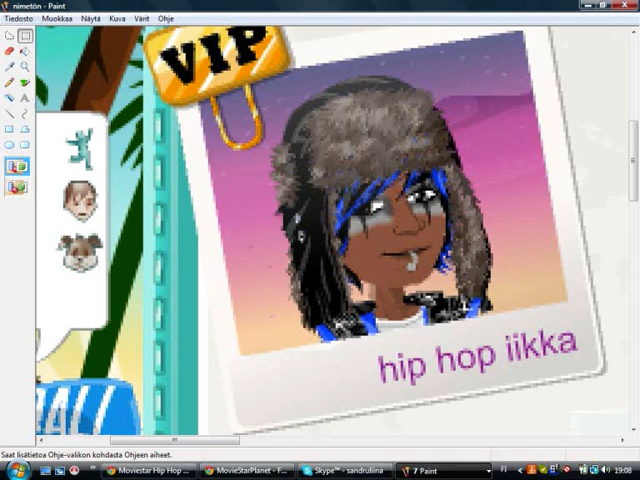 nimetön - Paint
Tiedosto Muokkaa Näytä Kuva Värit Ohje
VIP
hip hop iikka
Saat lisätietoa Ohje-valikon kohdasta Ohjeen aiheet.
Moviestar Hip Hop ... MovieStarPlanet - F... Skype™ - sandruliina 7 Paint FI 19:08